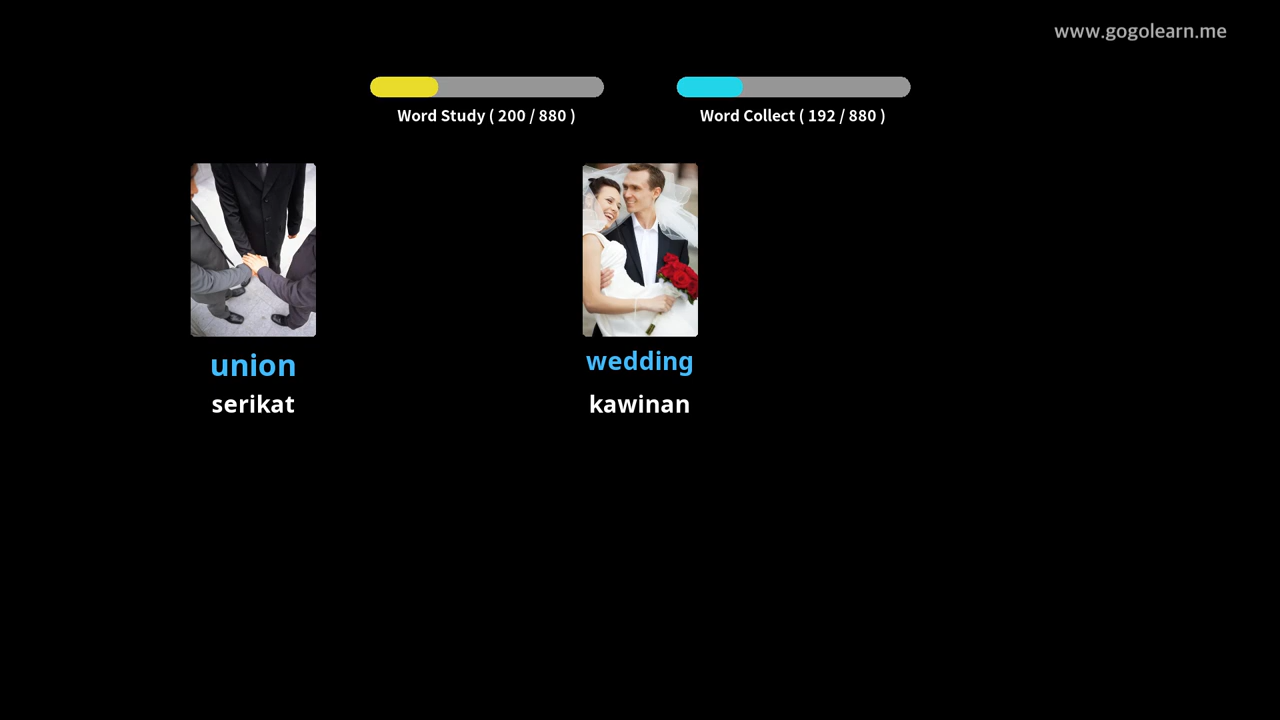 www.gogolearn.me
Word Study ( 200 / 880 )
Word Collect ( 192 / 880 )
union
serikat
wedding
kawinan